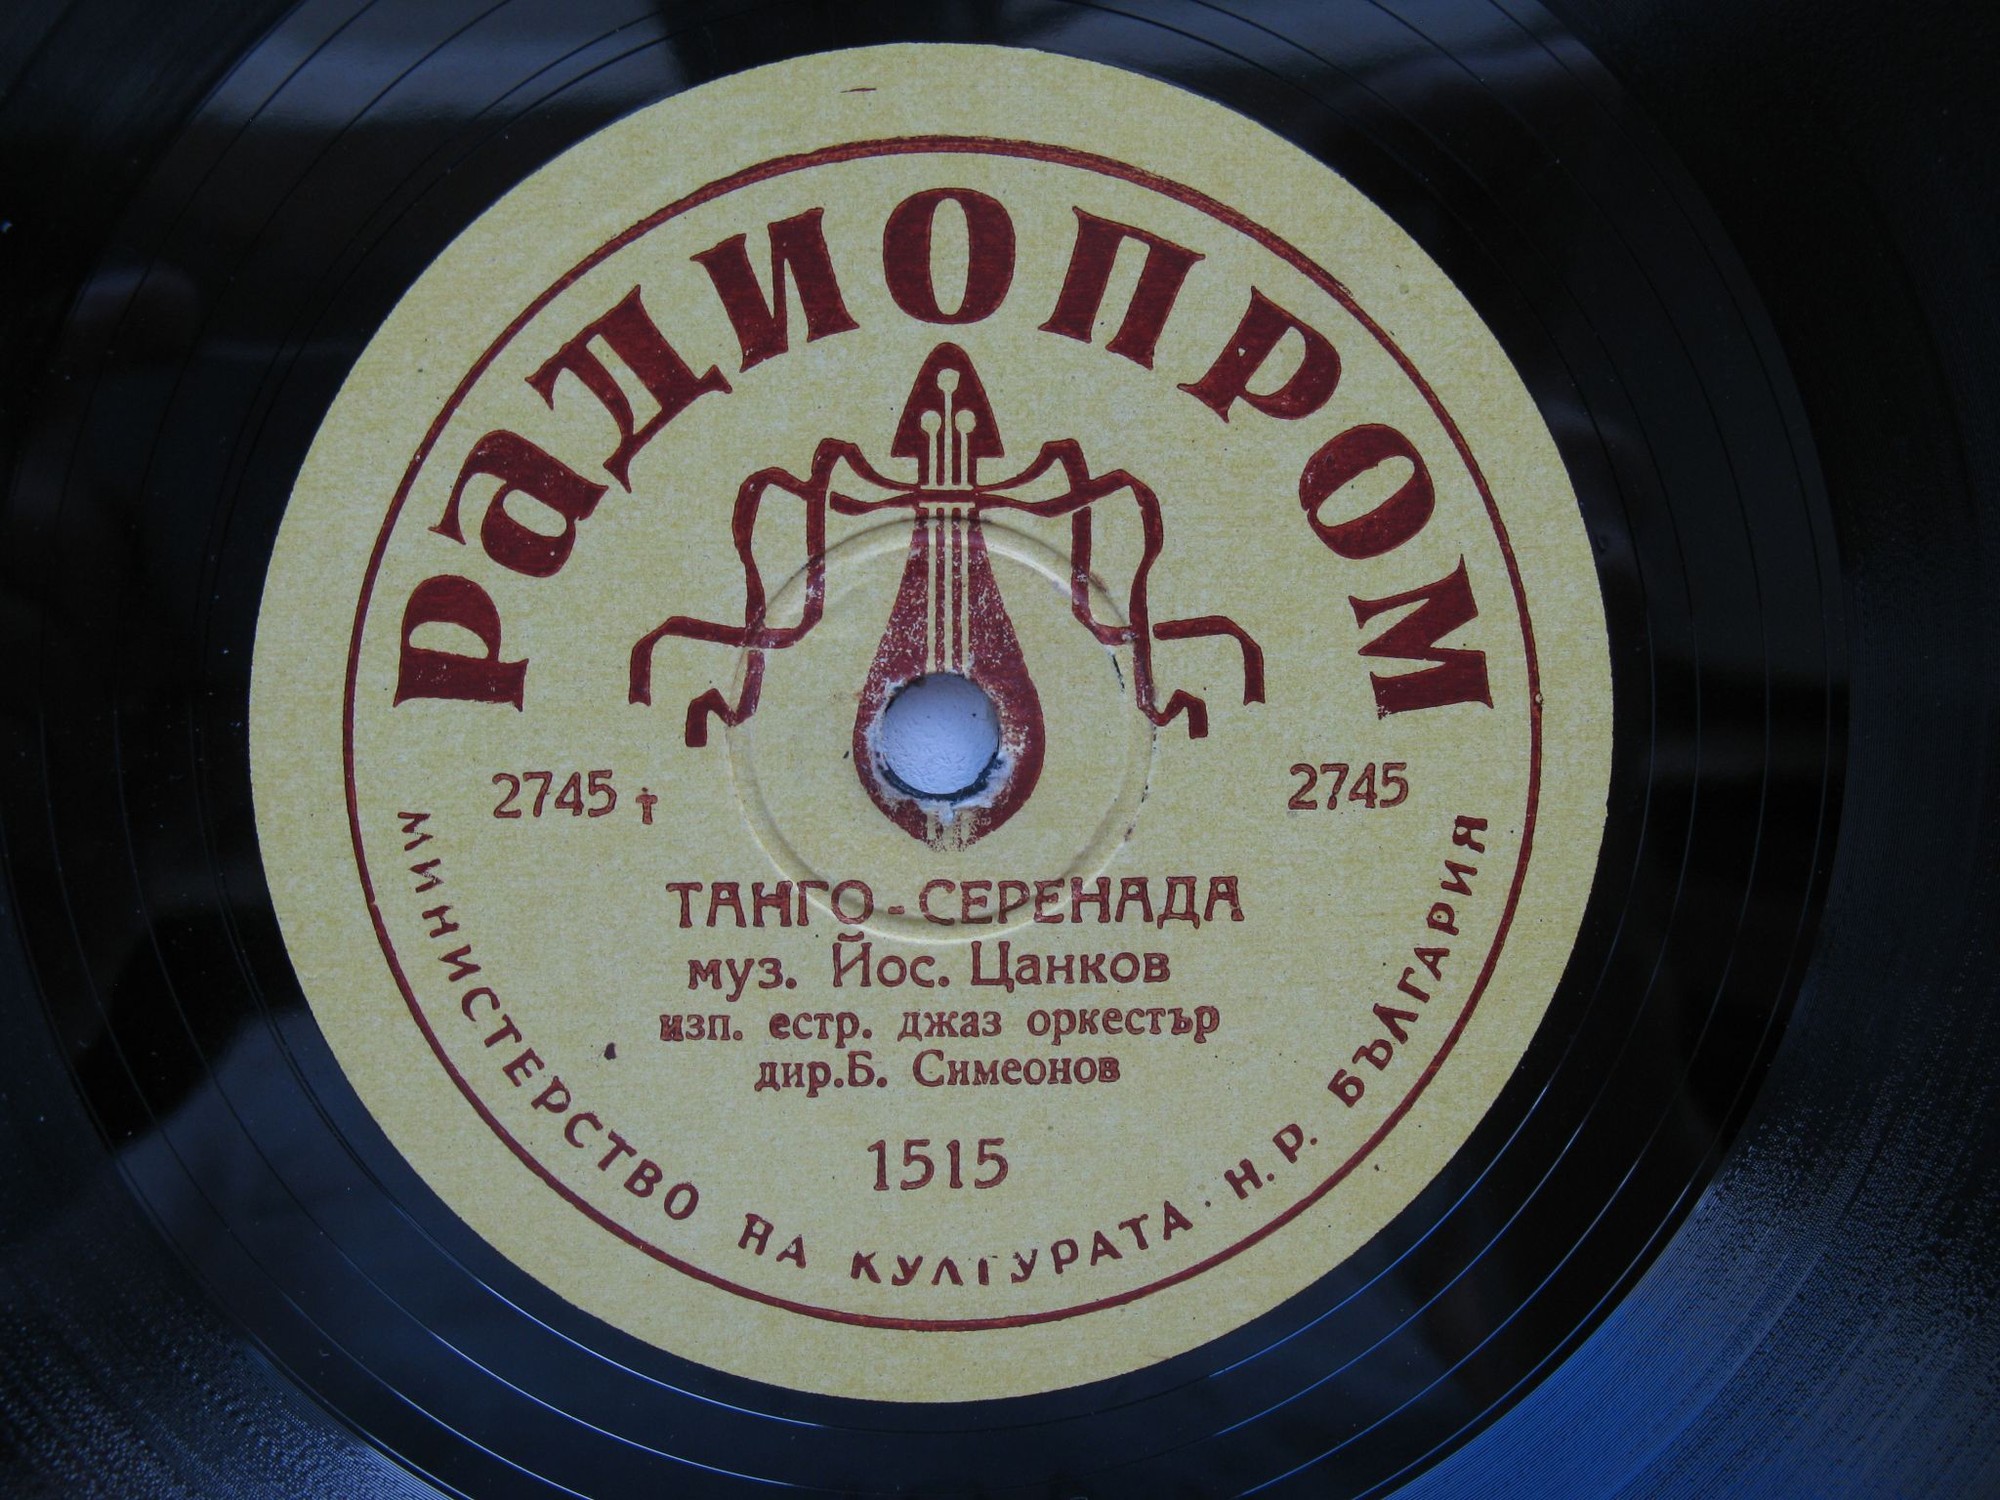 РаДИОПРОМ
2745 т
2745
ТАНГО-СЕРЕНАДА
муз. Йос. Цанков
изп. естр. джаз оркестър
дир.Б. Симеонов
1515
МИНИСТЕРСТВО НА КУЛТУРАТА · Н. Р. БЪЛГАРИЯ